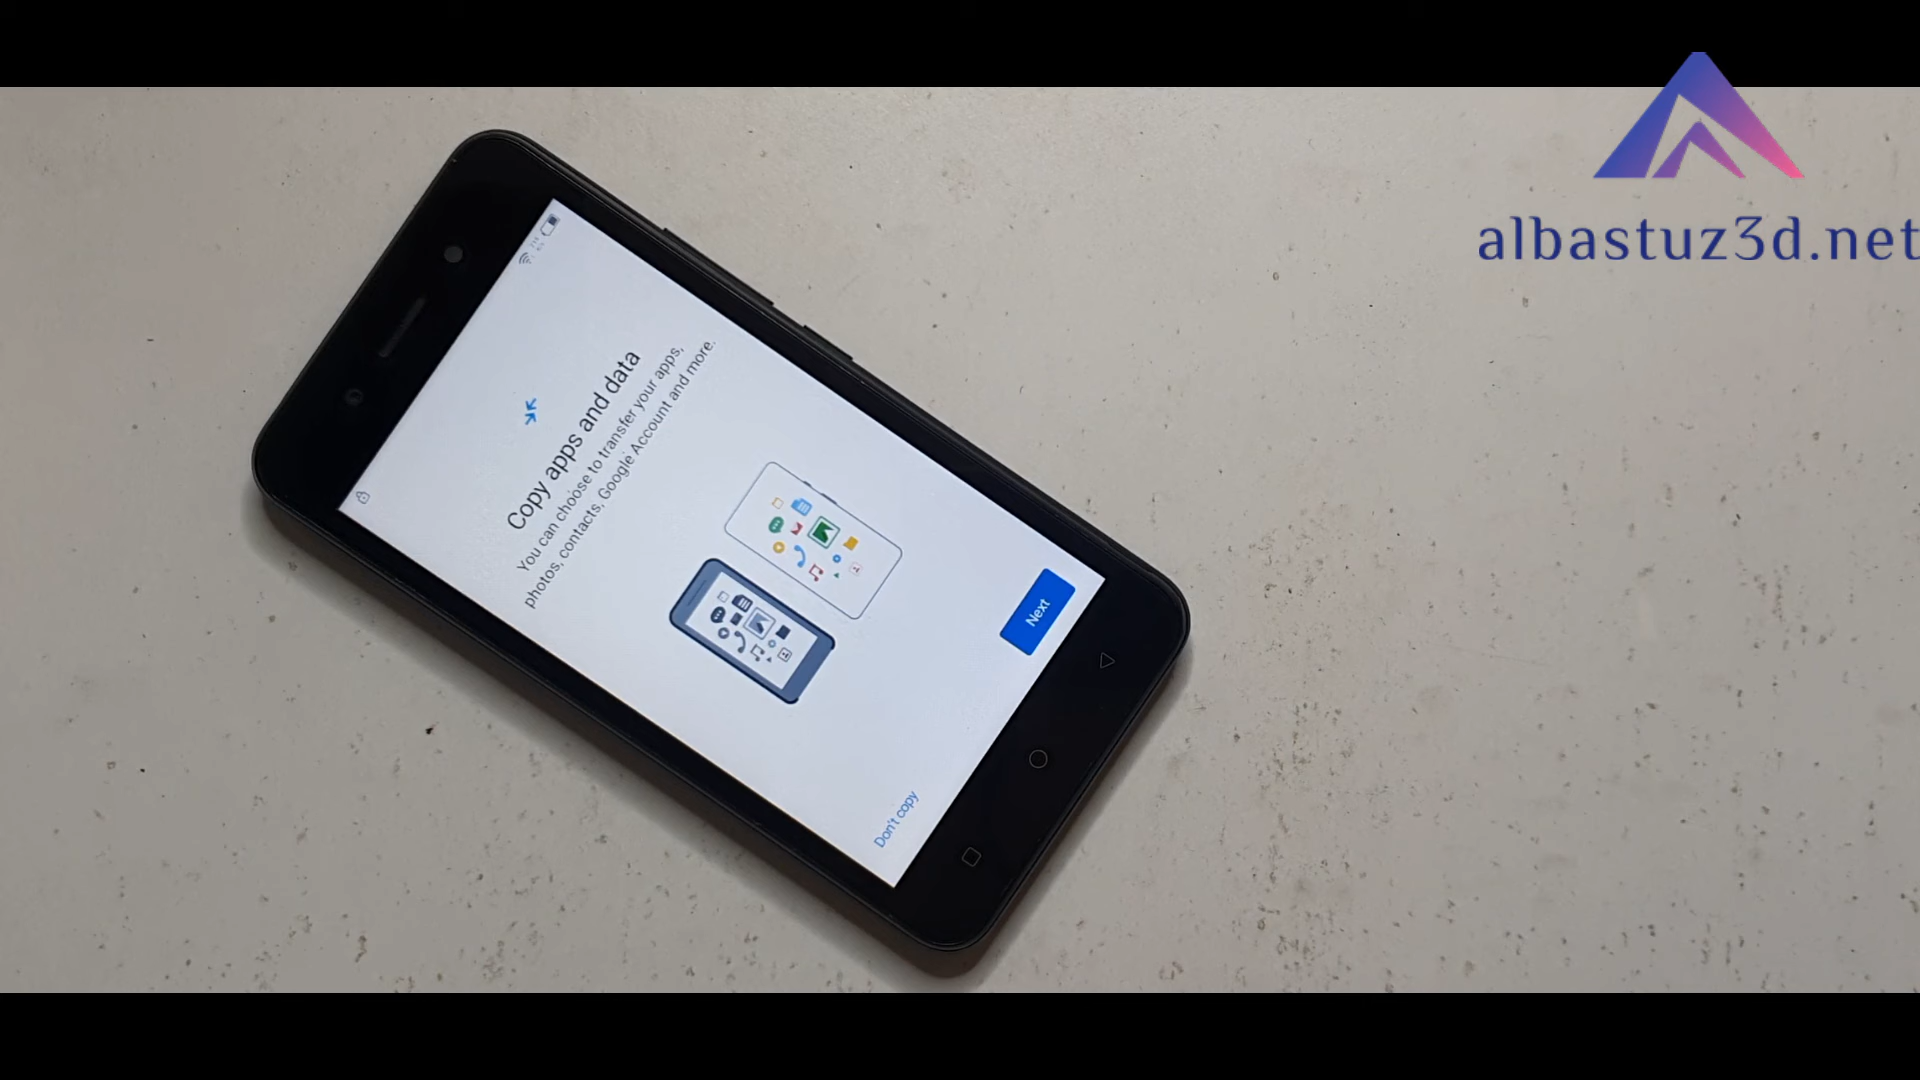 albastuz3d.net
Copy apps and data
You can choose to transfer your apps,
photos, contacts, Google Account and more.
Next
Don't copy